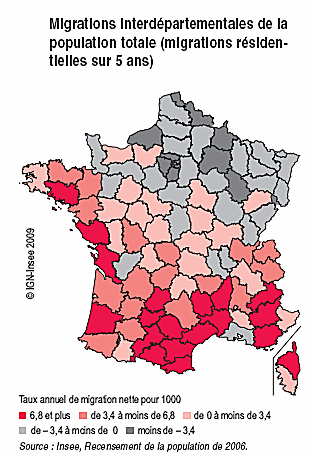 Migrations interdépartementales de la
population totale (migrations résiden-
tielles sur 5 ans)
© IGN-Insee 2009
Taux annuel de migration nette pour 1000
6,8 et plus de 3,4 à moins de 6,8 de 0 à moins de 3,4
de – 3,4 à moins de 0 moins de – 3,4
Source : Insee, Recensement de la population de 2006.